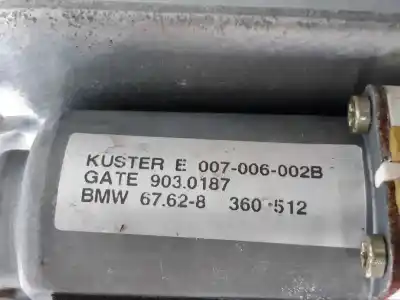 KUSTER E 007-006-002B
GATE 903.0187
BMW 67.62-8 360 512